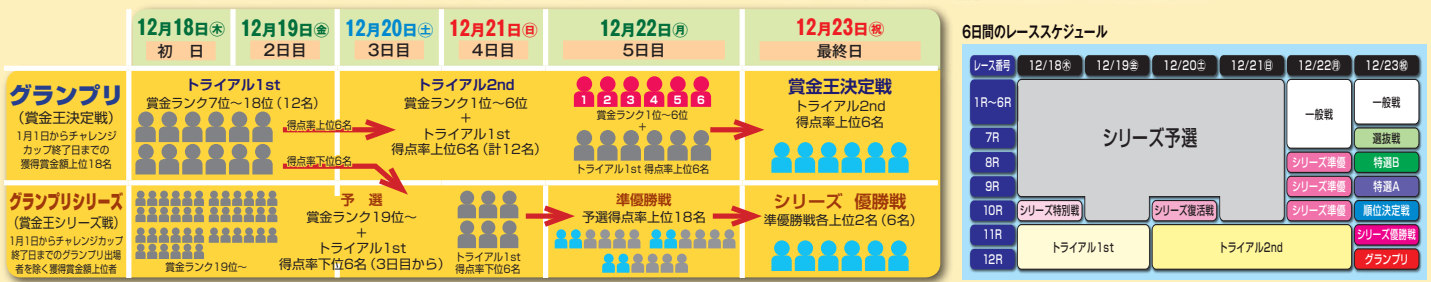 12月18日㊍
初 日
12月19日㊎
2日目
12月20日㊏
3日目
12月21日㊐
4日目
12月22日㊊
5日目
12月23日㊗
最終日
グランプリ
(賞金王決定戦)
1月1日からチャレンジ
カップ終了日までの
獲得賞金額上位18名
トライアル1st
賞金ランク7位〜18位(12名)
得点率上位6名
得点率下位6名
トライアル2nd
賞金ランク1位〜6位
+
トライアル1st
得点率上位6名(計12名)
1 2 3 4 5 6
賞金ランク1位〜6位
+
トライアル1st 得点率上位6名
賞金王決定戦
トライアル2nd
得点率上位6名
グランプリシリーズ
(賞金王シリーズ戦)
1月1日からチャレンジカップ
終了日までのグランプリ出場
者を除く獲得賞金額上位者
賞金ランク19位〜
予 選
賞金ランク19位〜
+
トライアル1st
得点率下位6名(3日目から)
トライアル1st
得点率下位6名
準優勝戦
予選得点率上位18名
シリーズ 優勝戦
準優勝戦各上位2名(6名)
6日間のレーススケジュール
レース番号 12/18㊍ 12/19㊎ 12/20㊏ 12/21㊐ 12/22㊊ 12/23㊗
1R〜6R
シリーズ予選
一般戦
一般戦
7R
選抜戦
8R
シリーズ準優
特選B
9R
シリーズ準優
特選A
10R
シリーズ特別戦
シリーズ復活戦
シリーズ準優
順位決定戦
11R
トライアル1st
トライアル2nd
シリーズ優勝戦
12R
グランプリ